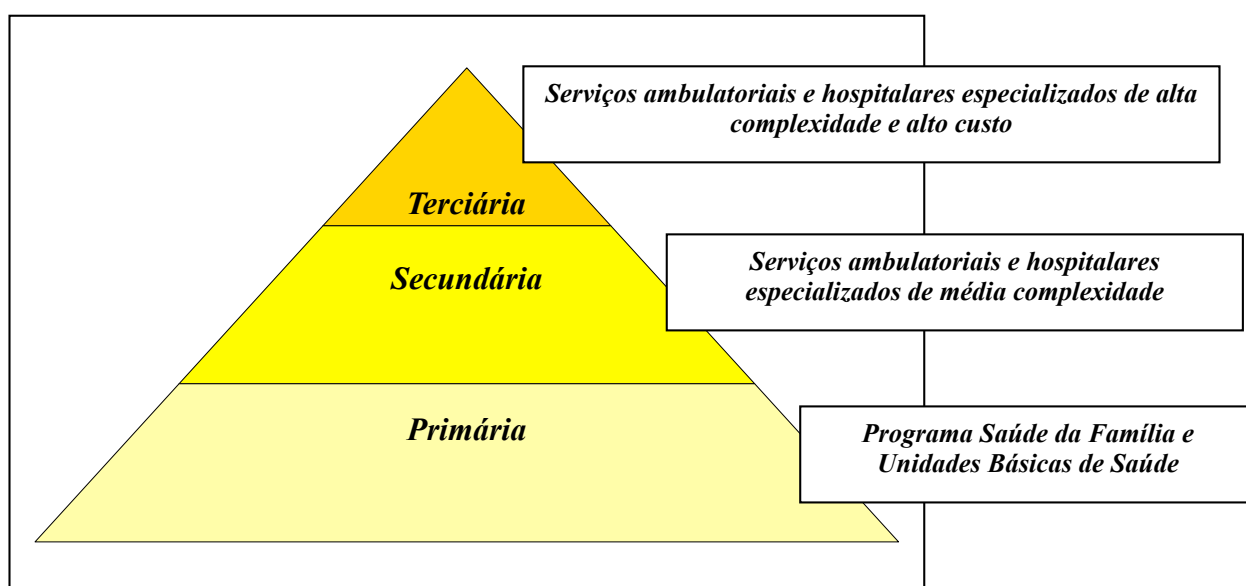 Serviços ambulatoriais e hospitalares especializados de alta
complexidade e alto custo
Terciária
Secundária
Serviços ambulatoriais e hospitalares
especializados de média complexidade
Primária
Programa Saúde da Família e
Unidades Básicas de Saúde